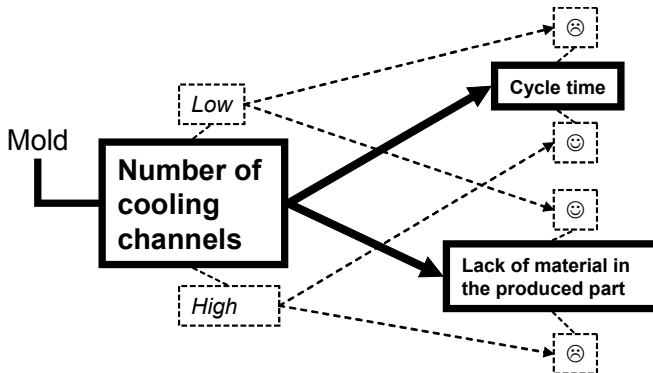 ☹
Cycle time
Low
☺
Mold
Number of
cooling
channels
☺
Lack of material in
the produced part
High
☹